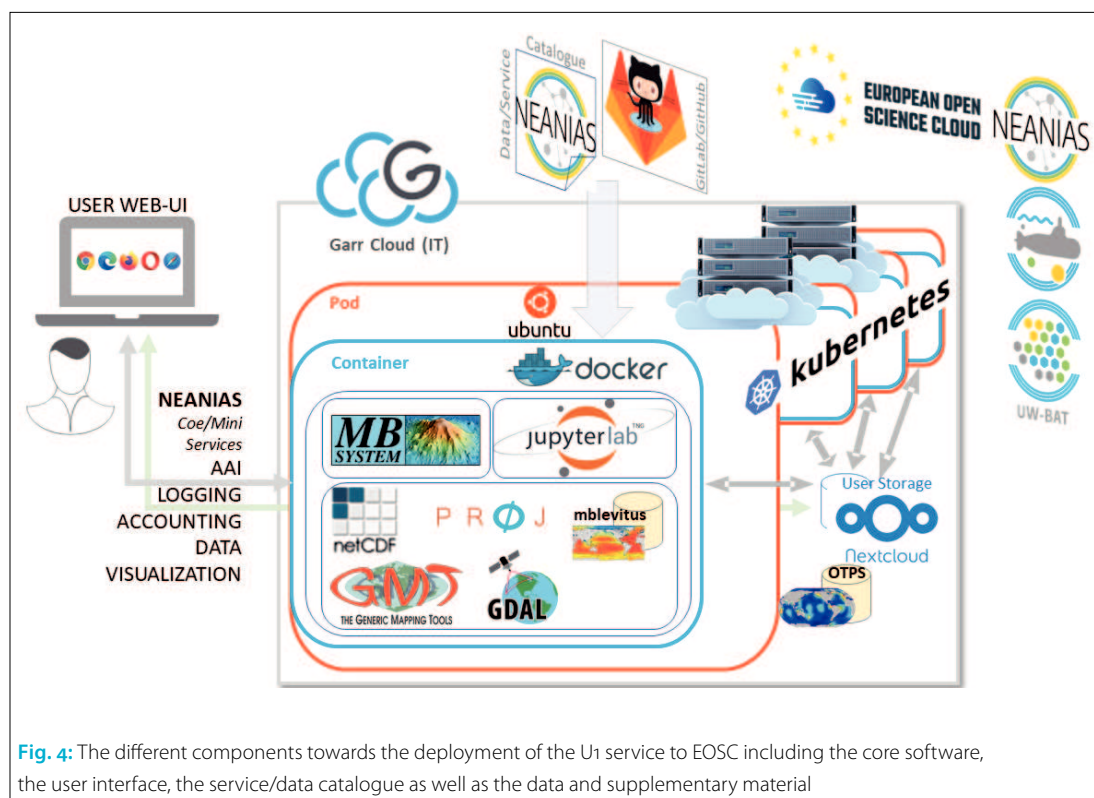 Catalogue
Data/Service
NEANIAS
GitLab/GitHub
EUROPEAN OPEN
SCIENCE CLOUD
NEANIAS
G
Garr Cloud (IT)
USER WEB-UI
Pod
ubuntu
Container
docker
kubernetes
UW-BAT
NEANIAS
Coe/Mini
Services
AAI
LOGGING
ACCOUNTING
DATA
VISUALIZATION
MB
SYSTEM
jupyterlab
netCDF
PRØJ
mblevitus
GMT
THE GENERIC MAPPING TOOLS
GDAL
User Storage
Nextcloud
OTPS
Fig. 4: The different components towards the deployment of the U1 service to EOSC including the core software,
the user interface, the service/data catalogue as well as the data and supplementary material